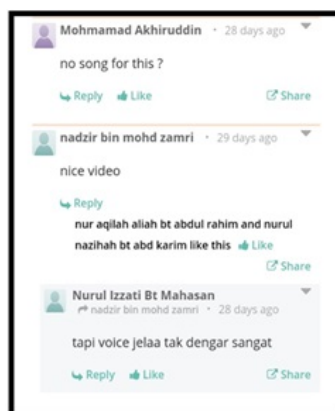 Mohmamad Akhiruddin • 28 days ago
no song for this ?
Reply Like Share
nadzir bin mohd zamri • 29 days ago
nice video
Reply
nur aqilah aliah bt abdul rahim and nurul
nazihah bt abd karim like this Like
Share
Nurul Izzati Bt Mahasan
nadzir bin mohd zamri • 28 days ago
tapi voice jelaa tak dengar sangat
Reply Like Share